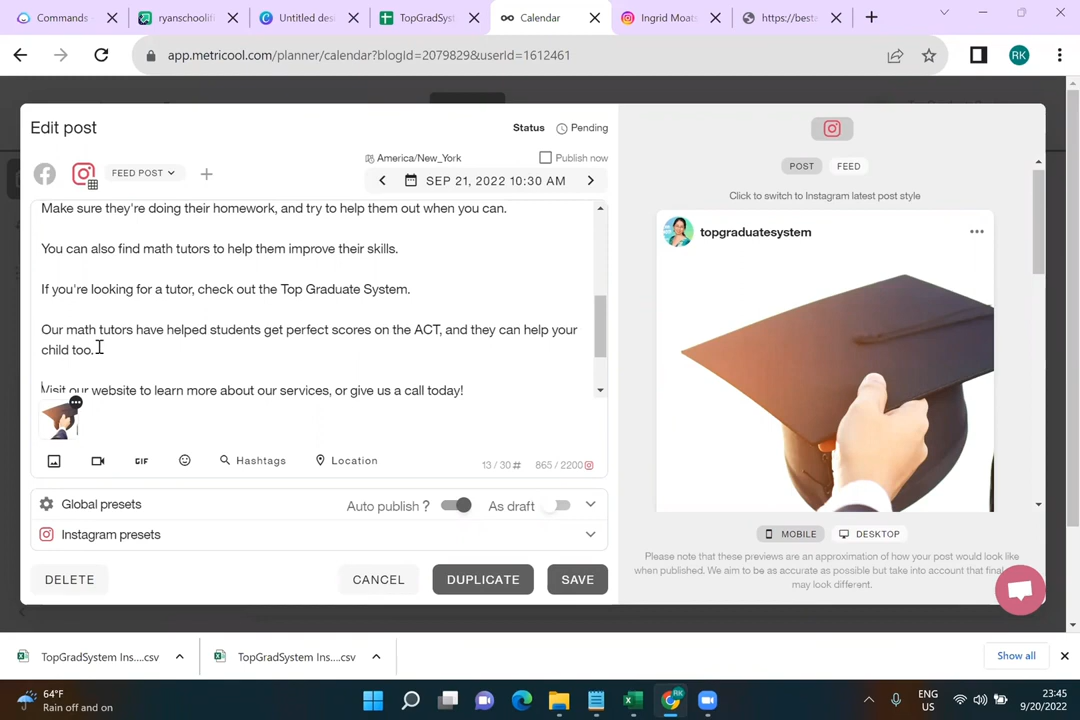 Commands
ryanschoolif
Untitled des
TopGradSyst
Calendar
Ingrid Moats
https://besta
app.metricool.com/planner/calendar?blogId=2079829&userId=1612461
RK
Edit post
Status
Pending
America/New_York
Publish now
FEED POST
SEP 21, 2022 10:30 AM
Make sure they're doing their homework, and try to help them out when you can.
You can also find math tutors to help them improve their skills.
If you're looking for a tutor, check out the Top Graduate System.
Our math tutors have helped students get perfect scores on the ACT, and they can help your
child too.
Visit our website to learn more about our services, or give us a call today!
GIF
Hashtags
Location
13 / 30 #
865 / 2200
Global presets
Auto publish ?
As draft
Instagram presets
DELETE
CANCEL
DUPLICATE
SAVE
POST
FEED
Click to switch to Instagram latest post style
topgraduatesystem
MOBILE
DESKTOP
Please note that these previews are an approximation of how your post would look like
when published. We aim to be as accurate as possible but take into account that final
may look different.
TopGradSystem Ins....csv
TopGradSystem Ins....csv
Show all
64°F
Rain off and on
RK
ENG
US
23:45
9/20/2022